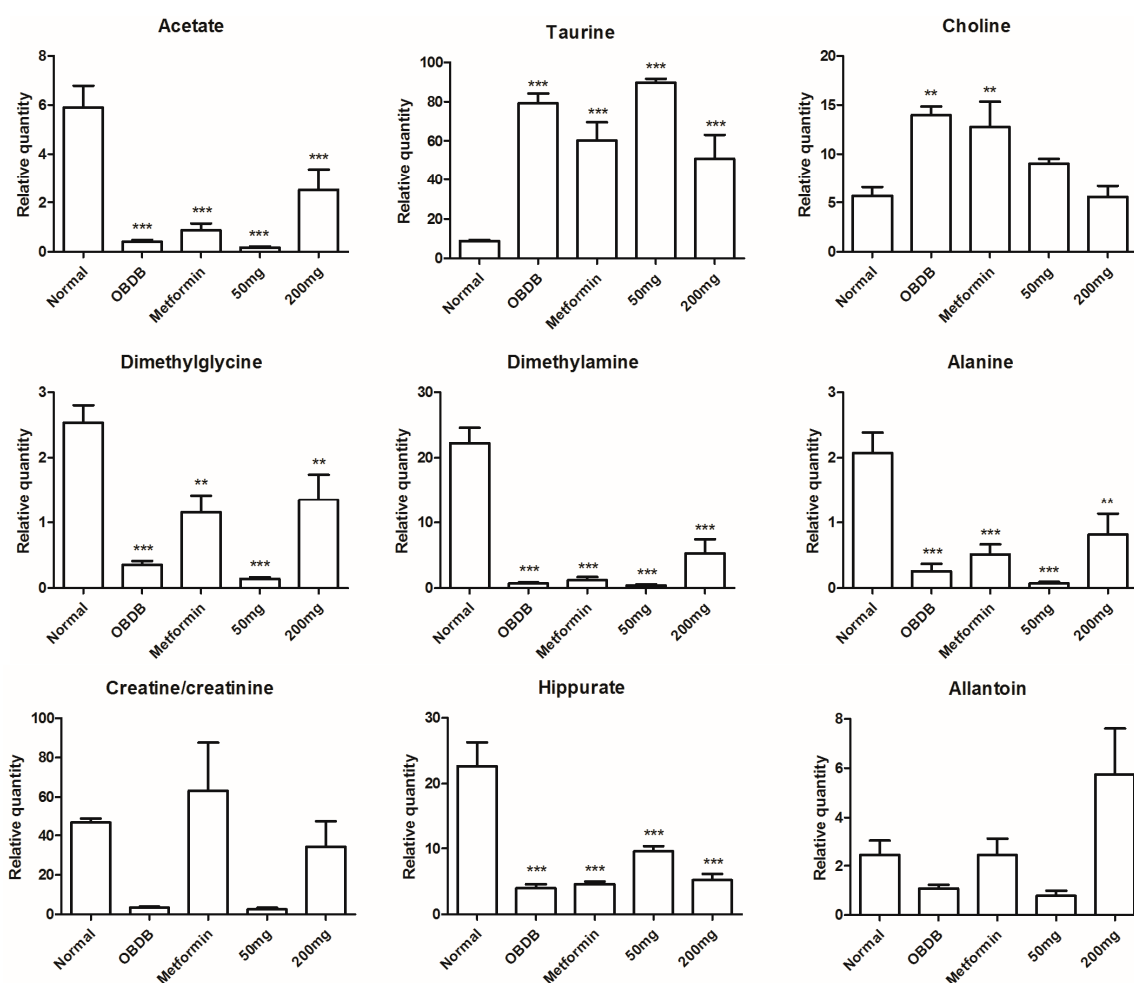 Acetate
Relative quantity
8
6
4
2
0
***
***
***
***
Normal
OBDB
Metformin
50mg
200mg
Taurine
Relative quantity
100
80
60
40
20
0
***
***
***
***
Normal
OBDB
Metformin
50mg
200mg
Choline
Relative quantity
20
15
10
5
0
**
**
Normal
OBDB
Metformin
50mg
200mg
Dimethylglycine
Relative quantity
3
2
1
0
***
**
***
**
Normal
OBDB
Metformin
50mg
200mg
Dimethylamine
Relative quantity
30
20
10
0
***
***
***
***
Normal
OBDB
Metformin
50mg
200mg
Alanine
Relative quantity
3
2
1
0
***
***
***
**
Normal
OBDB
Metformin
50mg
200mg
Creatine/creatinine
Relative quantity
100
80
60
40
20
0
Normal
OBDB
Metformin
50mg
200mg
Hippurate
Relative quantity
30
20
10
0
***
***
***
***
Normal
OBDB
Metformin
50mg
200mg
Allantoin
Relative quantity
8
6
4
2
0
Normal
OBDB
Metformin
50mg
200mg